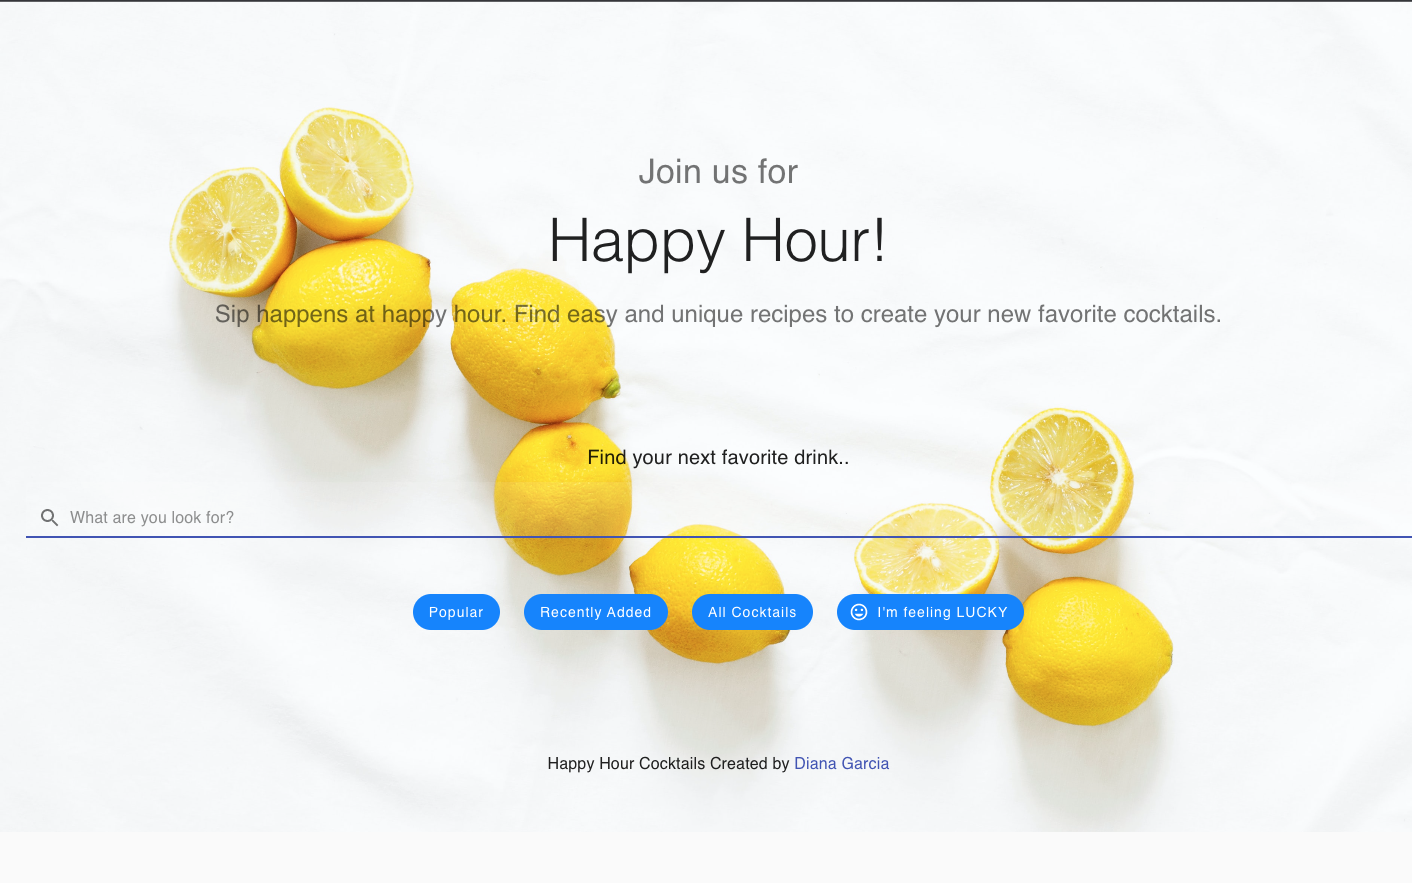 Join us for
Happy Hour!
Sip happens at happy hour. Find easy and unique recipes to create your new favorite cocktails.
Find your next favorite drink..
What are you look for?
Popular
Recently Added
All Cocktails
I'm feeling LUCKY
Happy Hour Cocktails Created by Diana Garcia